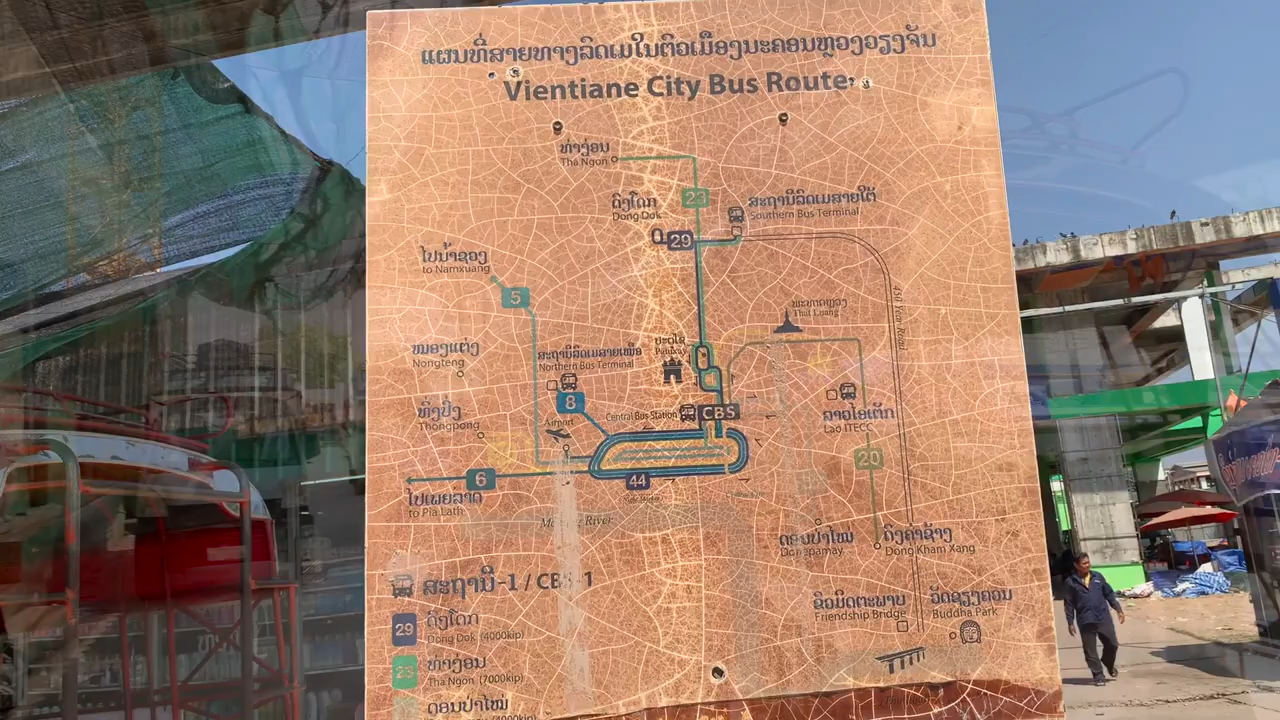 ແຜນທີ່ສາຍທາງລົດເມໃນຕົວເມືອງນະຄອນຫຼວງວຽງຈັນ
Vientiane City Bus Route
ທ່າງ່ອນ
Tha Ngon
23
ດົງໂດກ
Dong Dok
29
ສະຖານີລົດເມສາຍໃຕ້
Southern Bus Terminal
ໄປນ້ຳຊວງ
to Namxuang
5
450 Year Road
ພະທາດຫຼວງ
That Luang
ໜອງແຕ່ງ
Nongteng
ສະຖານີລົດເມສາຍເໜືອ
Northern Bus Terminal
ປະຕູໄຊ
Patuxay
8
ທົ່ງປົ່ງ
Thongpong
Airport
Central Bus Station
CBS
ລາວໄອເຕັກ
Lao ITECC
20
6
44
ໄປເພຍລາດ
to Pia Lath
Mekong River
ດອນປ່າໃໝ່
Donepamay
ດົງຄຳຊ້າງ
Dong Kham Xang
ຂົວມິດຕະພາບ
Friendship Bridge
ວັດຊຽງຄວນ
Buddha Park
ສະຖານີ -1 / CBS-1
29
ດົງໂດກ
Dong Dok (4000kip)
23
ທ່າງ່ອນ
Tha Ngon (7000kip)
ດອນປ່າໃໝ່